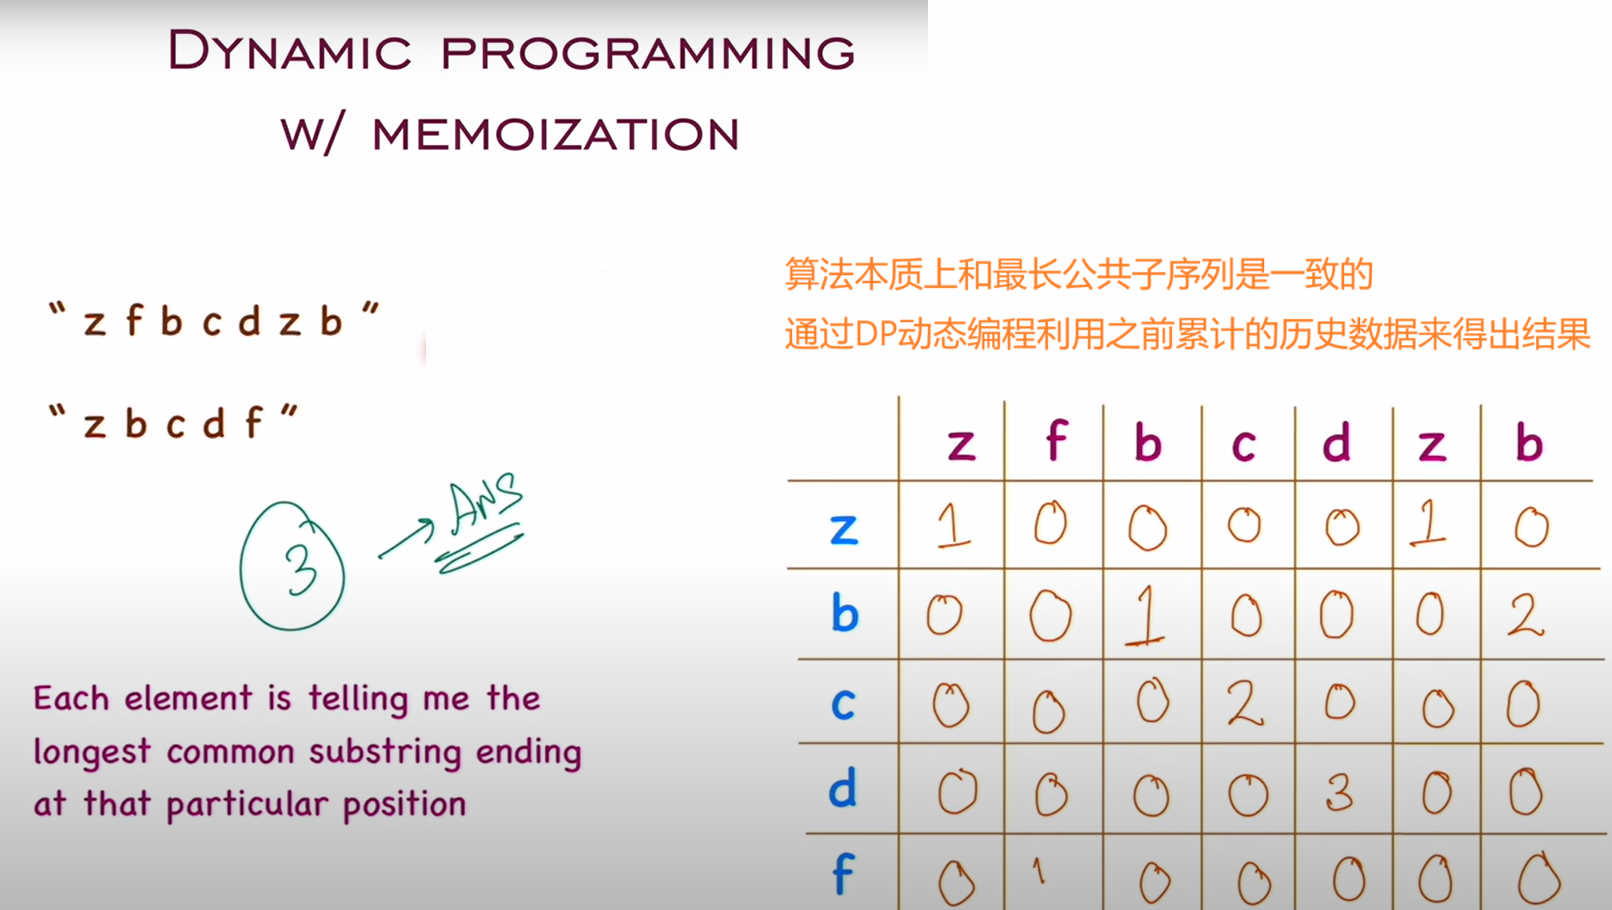 DYNAMIC PROGRAMMING
W/ MEMOIZATION
算法本质上和最长公共子序列是一致的
通过DP动态编程利用之前累计的历史数据来得出结果
“ z f b c d z b ”
“ z b c d f ”
3 → Ans
Each element is telling me the
longest common substring ending
at that particular position
z f b c d z b
z 1 0 0 0 0 1 0
b 0 0 1 0 0 0 2
c 0 0 0 2 0 0 0
d 0 0 0 0 3 0 0
f 0 1 0 0 0 0 0